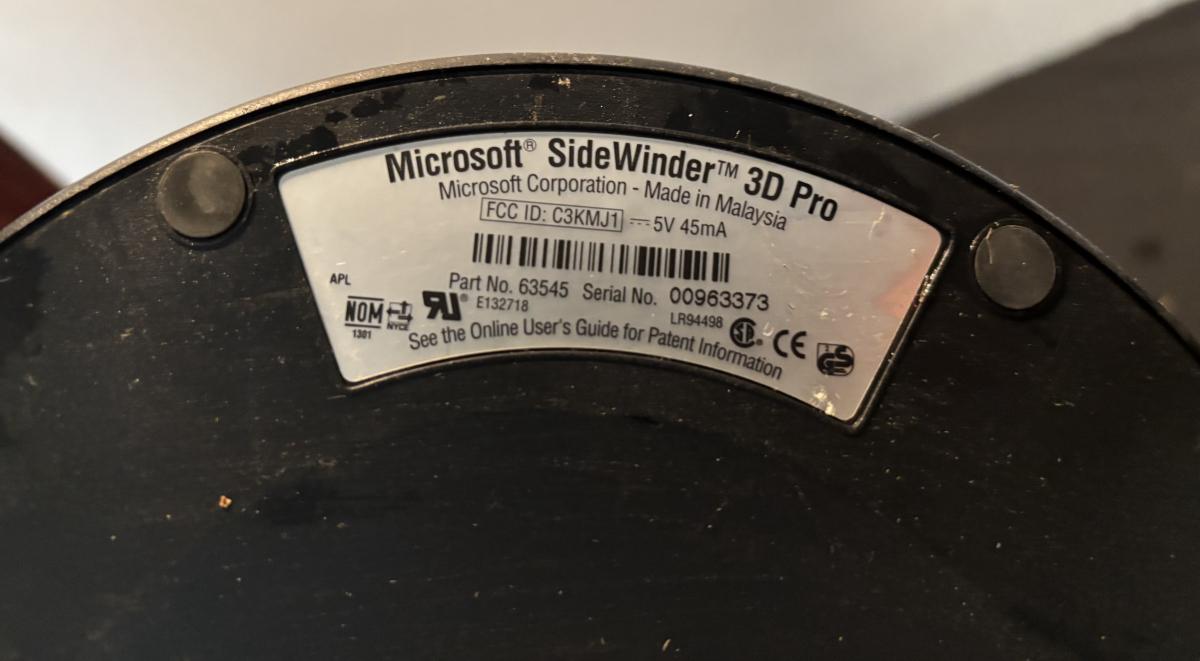 Microsoft® SideWinder™ 3D Pro
Microsoft Corporation - Made in Malaysia
FCC ID: C3KMJ1 5V 45mA
Part No. 63545 Serial No. 00963373
APL
NOM
1301
NYCE
E132718
LR94498
CE
See the Online User's Guide for Patent Information